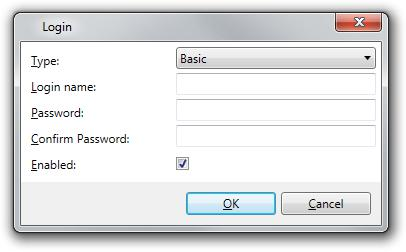 Login
Type: Basic
Login name:
Password:
Confirm Password:
Enabled:
OK Cancel